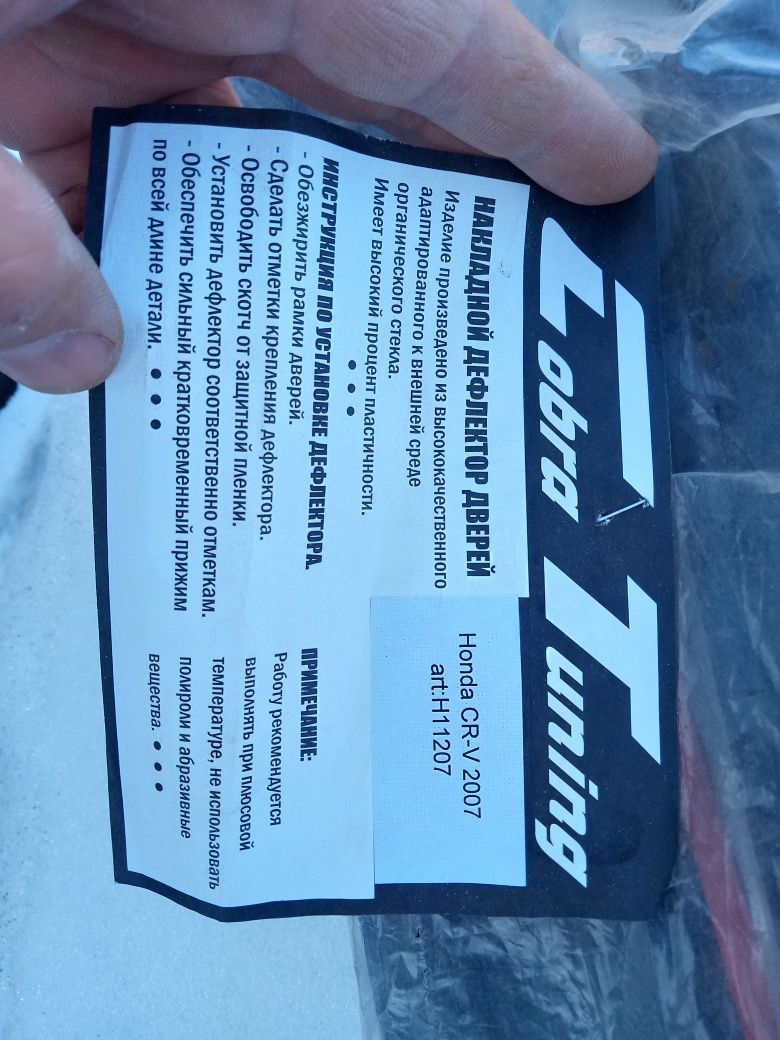 Cobra Tuning
НАКЛАДНОЙ ДЕФЛЕКТОР ДВЕРЕЙ
Изделие произведено из высококачественного
адаптированного к внешней среде
органического стекла.
Имеет высокий процент пластичности.
• • •
Honda CR-V 2007
art:H11207
ИНСТРУКЦИЯ ПО УСТАНОВКЕ ДЕФЛЕКТОРА.
- Обезжирить рамки дверей.
- Сделать отметки крепления дефлектора.
- Освободить скотч от защитной пленки.
- Установить дефлектор соответственно отметкам.
- Обеспечить сильный кратковременный прижим
по всей длине детали. • • •
ПРИМЕЧАНИЕ:
Работу рекомендуется
выполнять при плюсовой
температуре, не использовать
полироли и абразивные
вещества. • • •